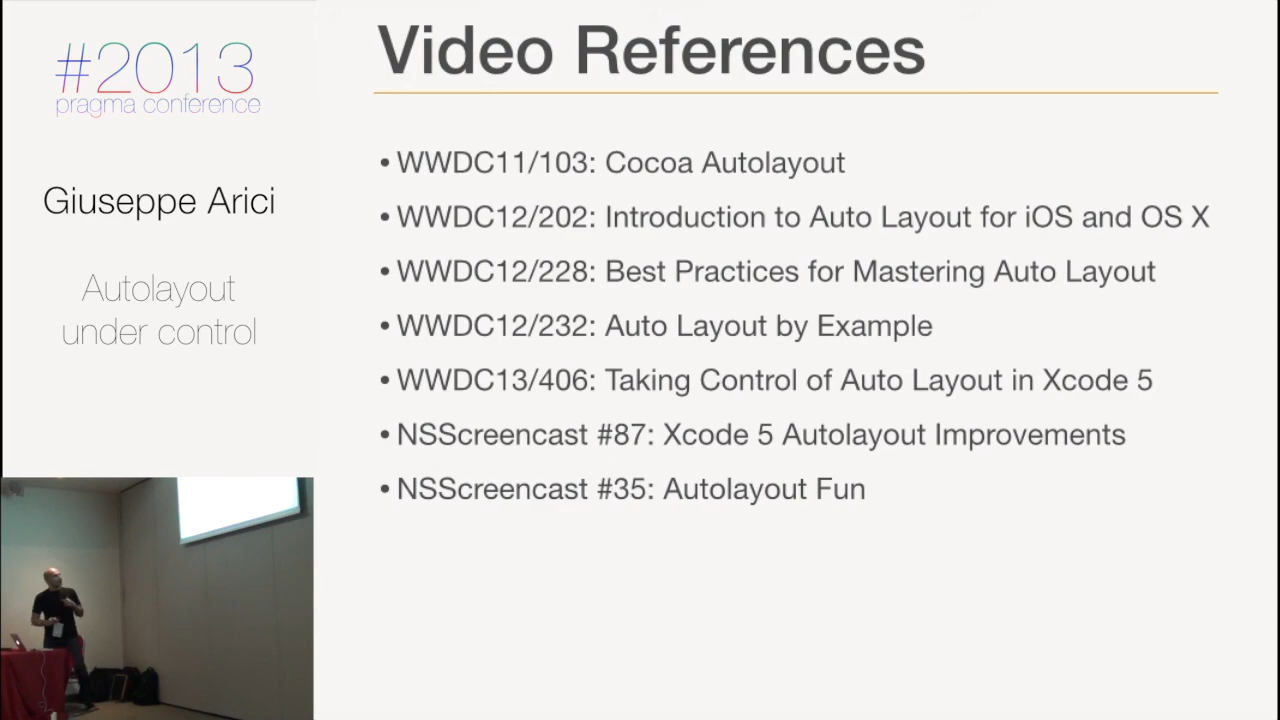 #2013
pragma conference
Giuseppe Arici
Autolayout
under control
Video References
• WWDC11/103: Cocoa Autolayout
• WWDC12/202: Introduction to Auto Layout for iOS and OS X
• WWDC12/228: Best Practices for Mastering Auto Layout
• WWDC12/232: Auto Layout by Example
• WWDC13/406: Taking Control of Auto Layout in Xcode 5
• NSScreencast #87: Xcode 5 Autolayout Improvements
• NSScreencast #35: Autolayout Fun